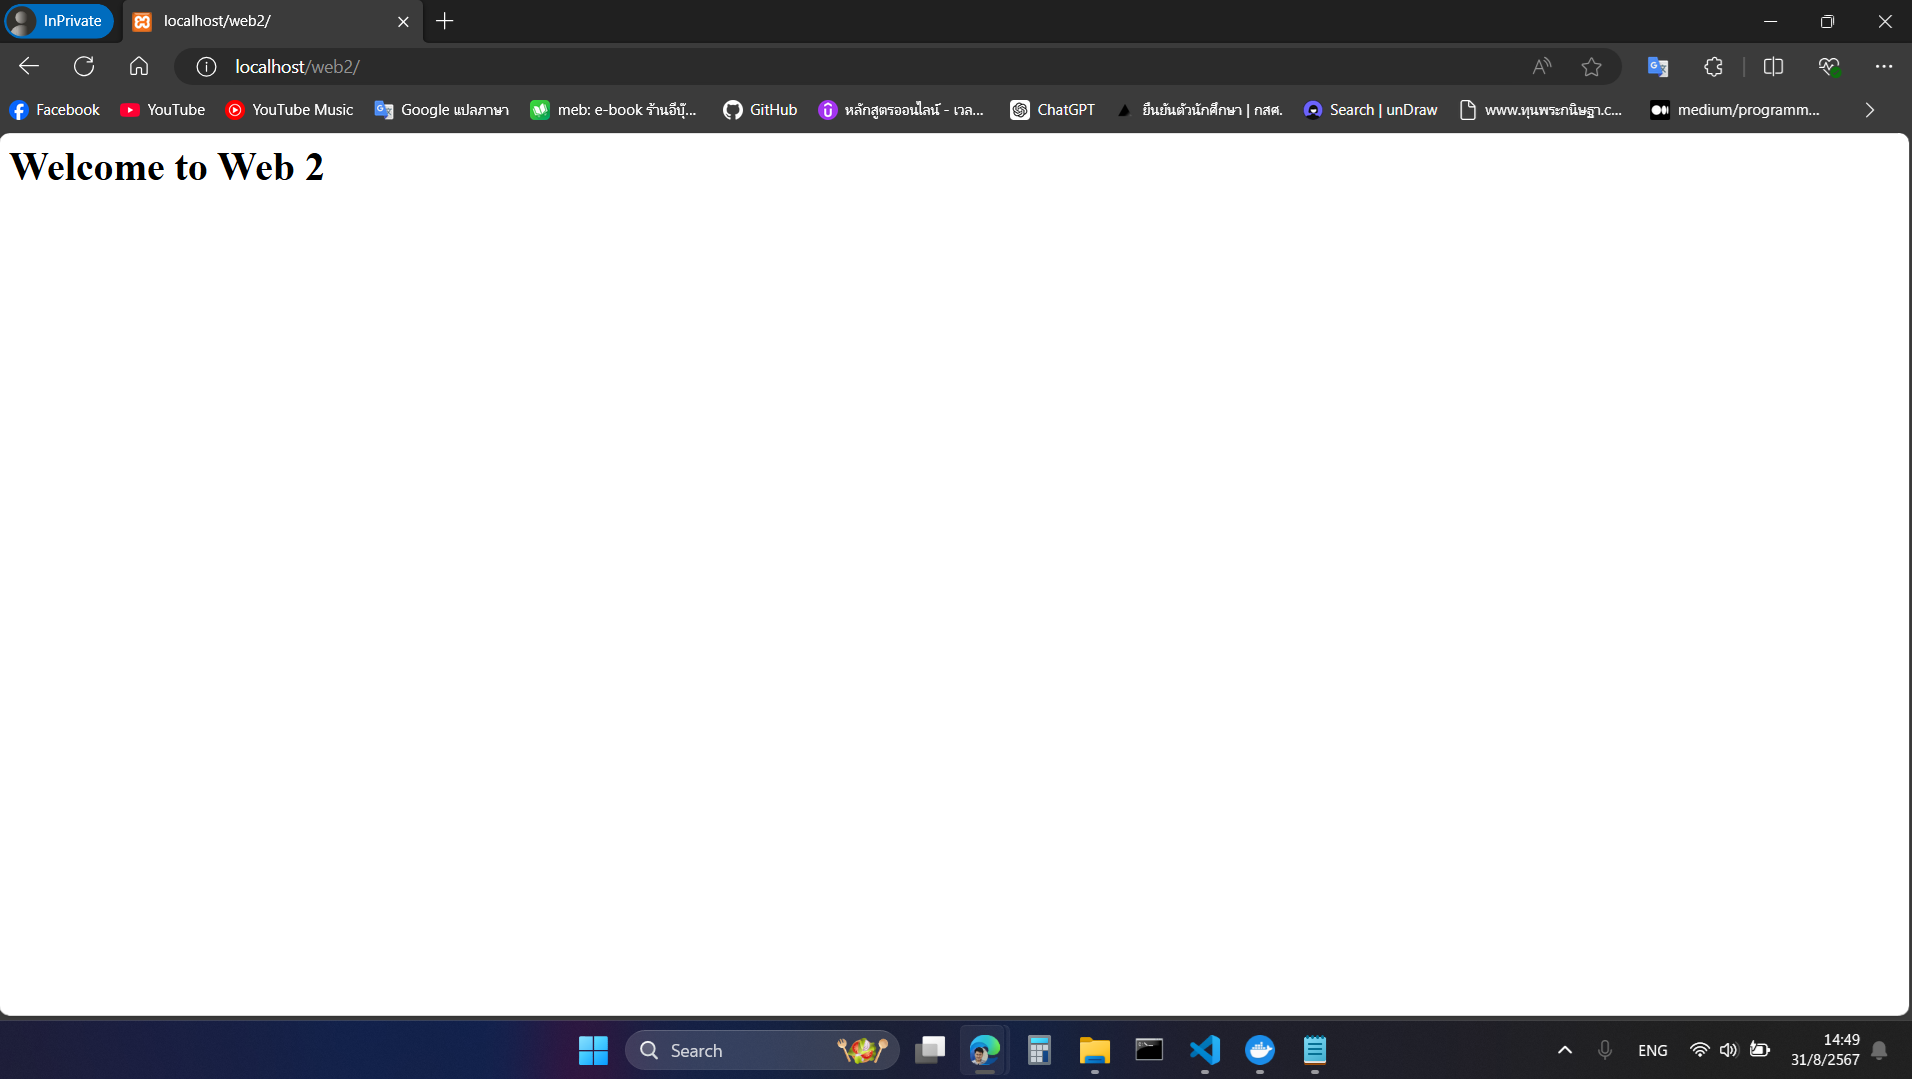 InPrivate
localhost/web2/
localhost/web2/
Facebook YouTube YouTube Music Google แปลภาษา meb: e-book ร้านอีบุ๊... GitHub หลักสูตรออนไลน์ - เวล... ChatGPT ยืนยันตัวนักศึกษา | กสศ. Search | unDraw www.ทุนพระกนิษฐา.c... medium/programm...
Welcome to Web 2
Search
ENG
14:49
31/8/2567